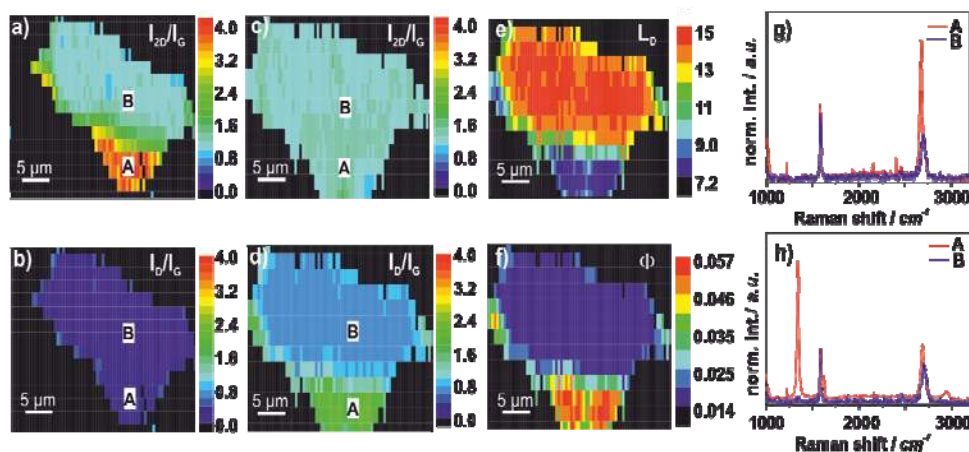 a) I2D/IG
B
A
5 µm
4.0
3.2
2.4
1.6
0.8
0.0
c) I2D/IG
B
A
5 µm
4.0
3.2
2.4
1.6
0.8
0.0
e) LD
5 µm
15
13
11
9.0
7.2
g)
A
B
norm. Int. / a.u.
1000 2000 3000
Raman shift / cm⁻¹
b) ID/IG
B
A
5 µm
4.0
3.2
2.4
1.6
0.8
0.0
d) ID/IG
B
A
5 µm
4.0
3.2
2.4
1.6
0.8
0.0
f) Φ
5 µm
0.057
0.046
0.035
0.025
0.014
h)
A
B
norm. Int./ a.u.
1000 2000 3000
Raman shift / cm⁻¹